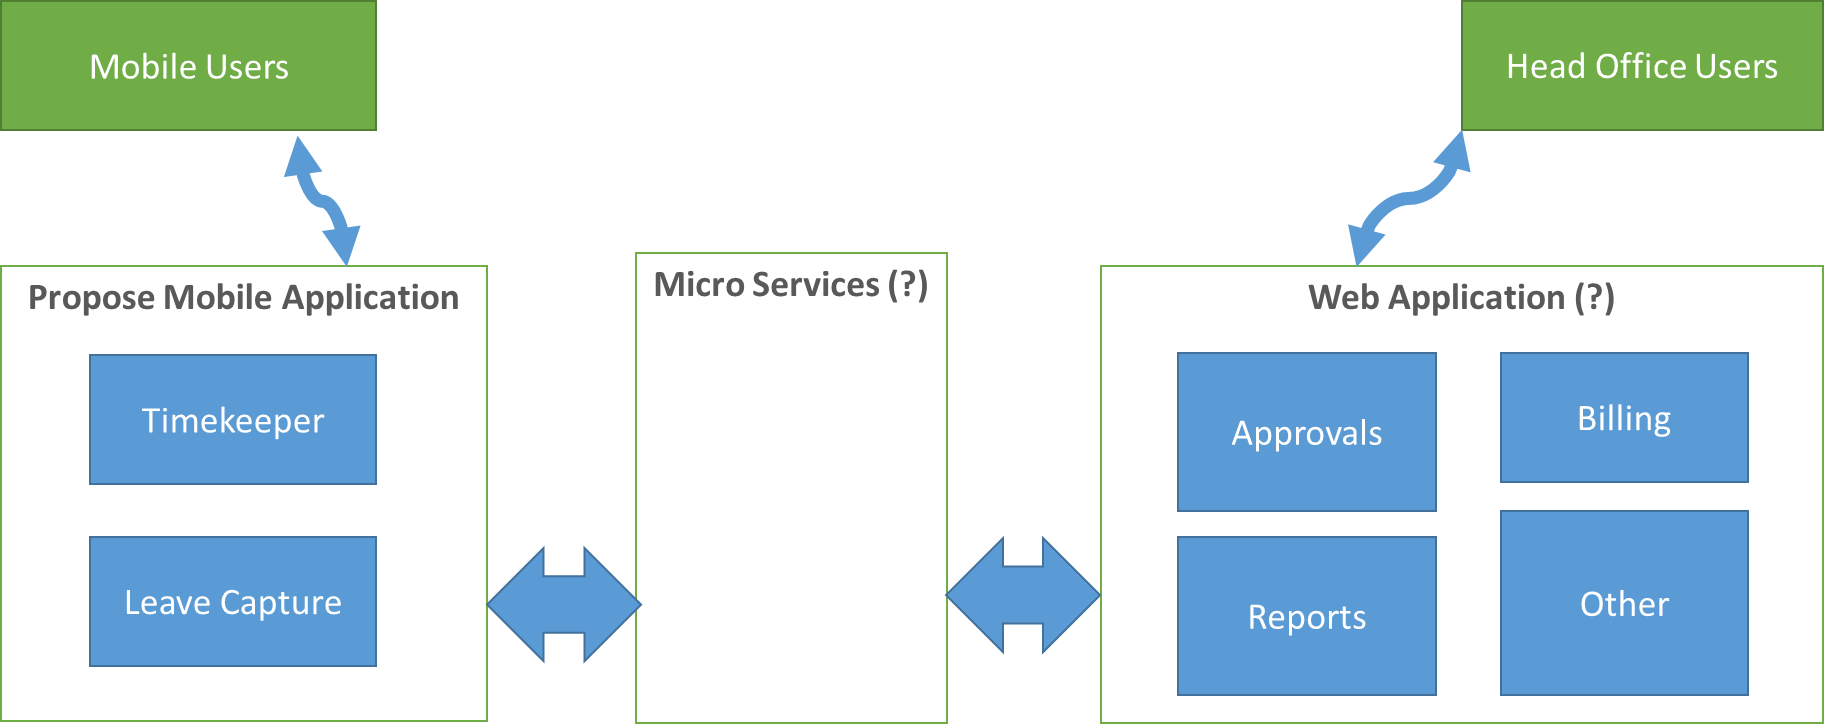 Mobile Users
Head Office Users
Propose Mobile Application
Timekeeper
Leave Capture
Micro Services (?)
Web Application (?)
Approvals
Billing
Reports
Other